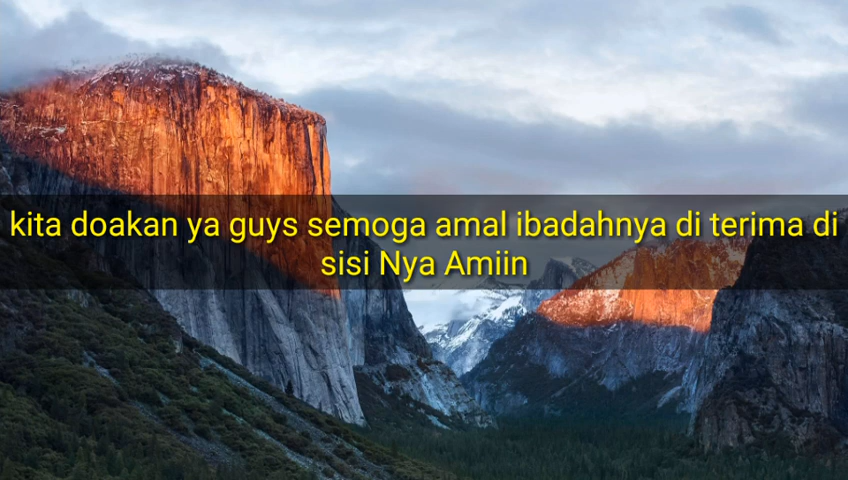 kita doakan ya guys semoga amal ibadahnya di terima di
sisi Nya Amiin